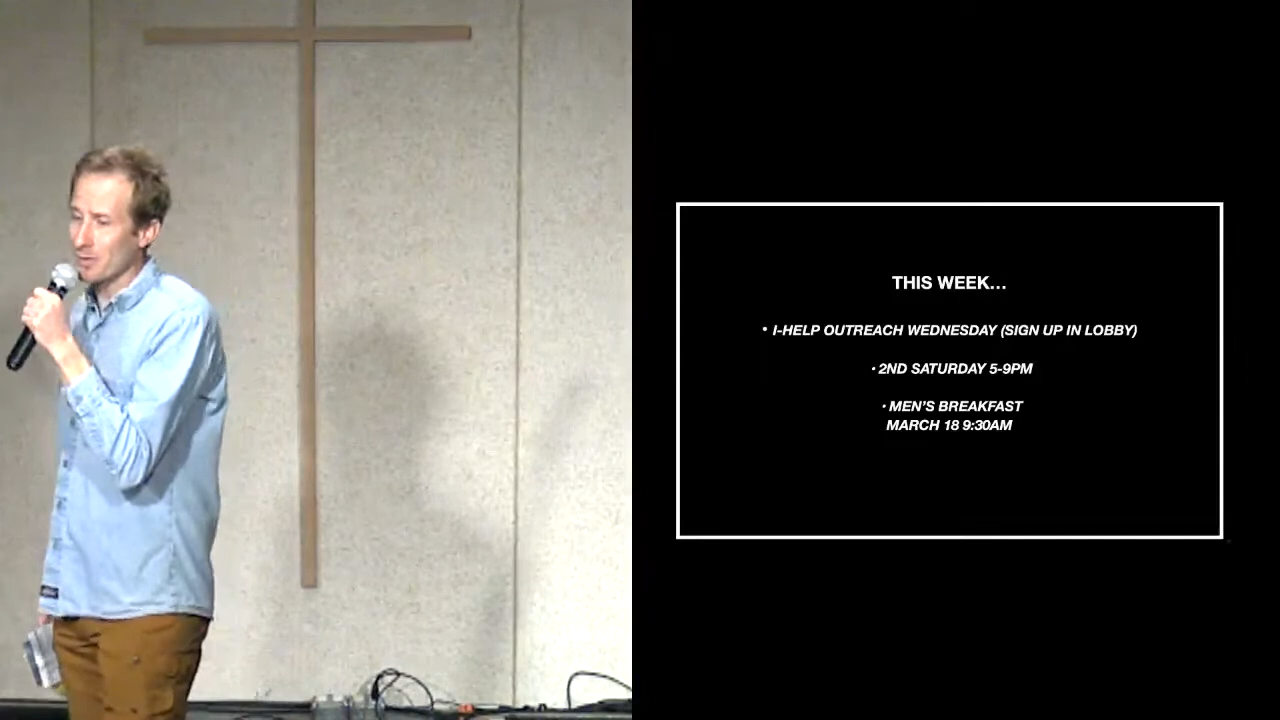 THIS WEEK...
• I-HELP OUTREACH WEDNESDAY (SIGN UP IN LOBBY)
• 2ND SATURDAY 5-9PM
• MEN'S BREAKFAST
MARCH 18 9:30AM